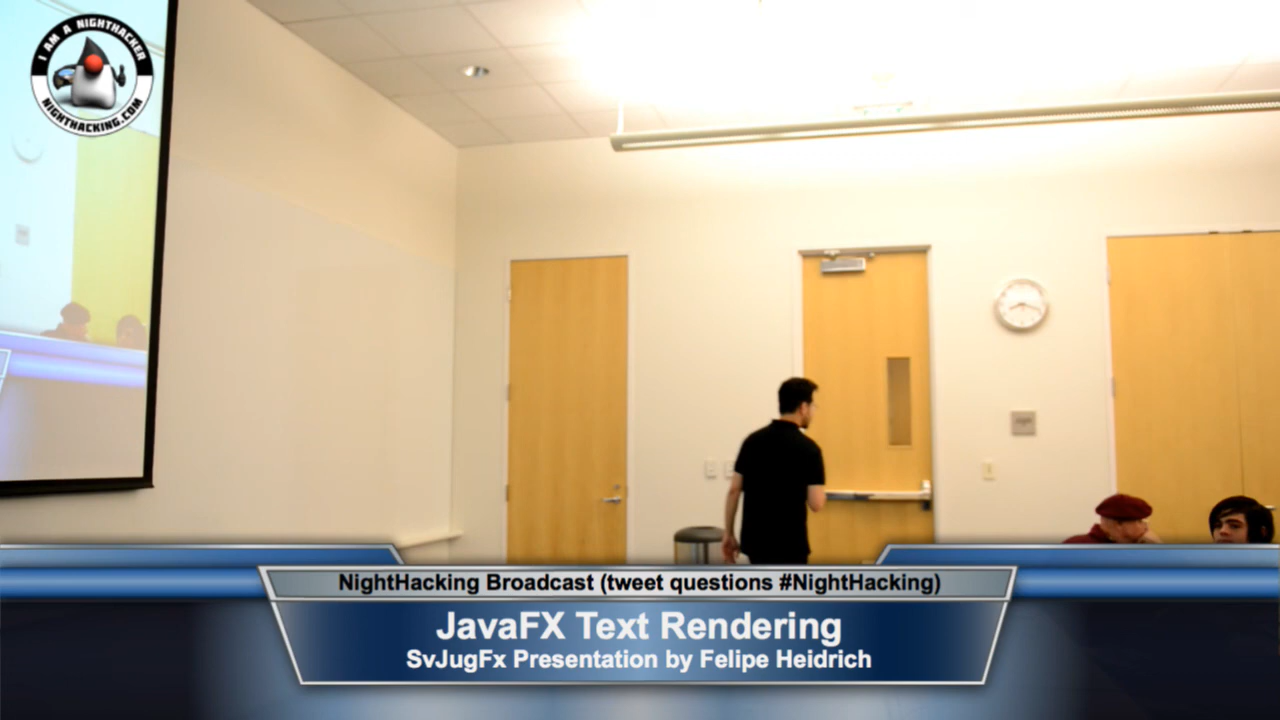 I AM A NIGHTHACKER
NIGHTHACKING.COM
NightHacking Broadcast (tweet questions #NightHacking)
JavaFX Text Rendering
SvJugFx Presentation by Felipe Heidrich